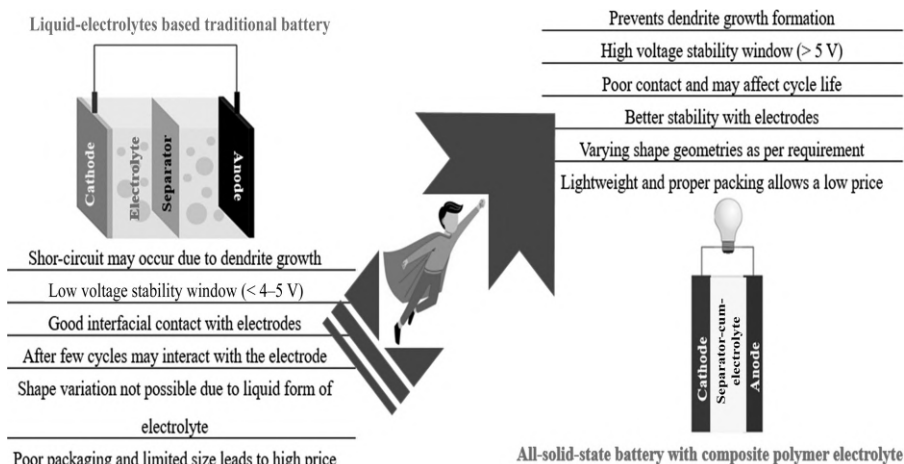 Liquid-electrolytes based traditional battery
Cathode
Electrolyte
Separator
Anode
Shor-circuit may occur due to dendrite growth
Low voltage stability window (< 4–5 V)
Good interfacial contact with electrodes
After few cycles may interact with the electrode
Shape variation not possible due to liquid form of
electrolyte
Poor packaging and limited size leads to high price
Prevents dendrite growth formation
High voltage stability window (> 5 V)
Poor contact and may affect cycle life
Better stability with electrodes
Varying shape geometries as per requirement
Lightweight and proper packing allows a low price
Cathode
Separator-cum-
electrolyte
Anode
All-solid-state battery with composite polymer electrolyte